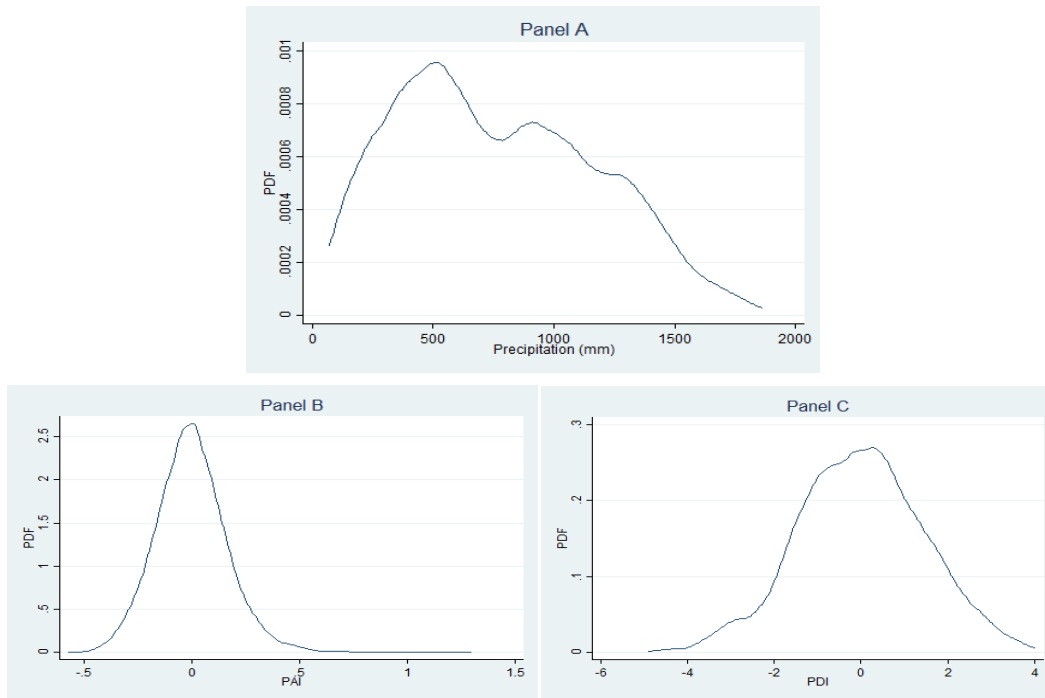 Panel A
PDF
0 .0002 .0004 .0006 .0008 .001
0 500 1000 1500 2000
Precipitation (mm)
Panel B
PDF
0 .5 1 1.5 2 2.5
-.5 0 .5 1 1.5
PAI
Panel C
PDF
0 .1 .2 .3
-6 -4 -2 0 2 4
PDI